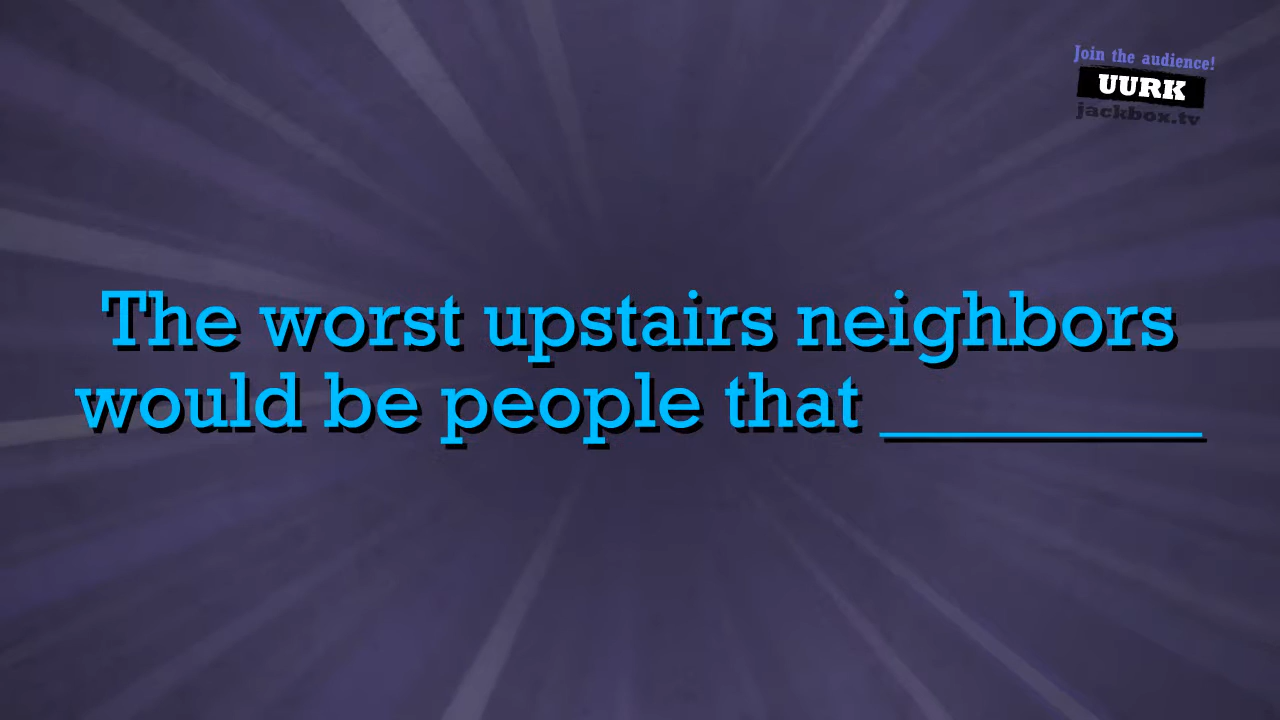 Join the audience!
UURK
jackbox.tv
The worst upstairs neighbors
would be people that ________